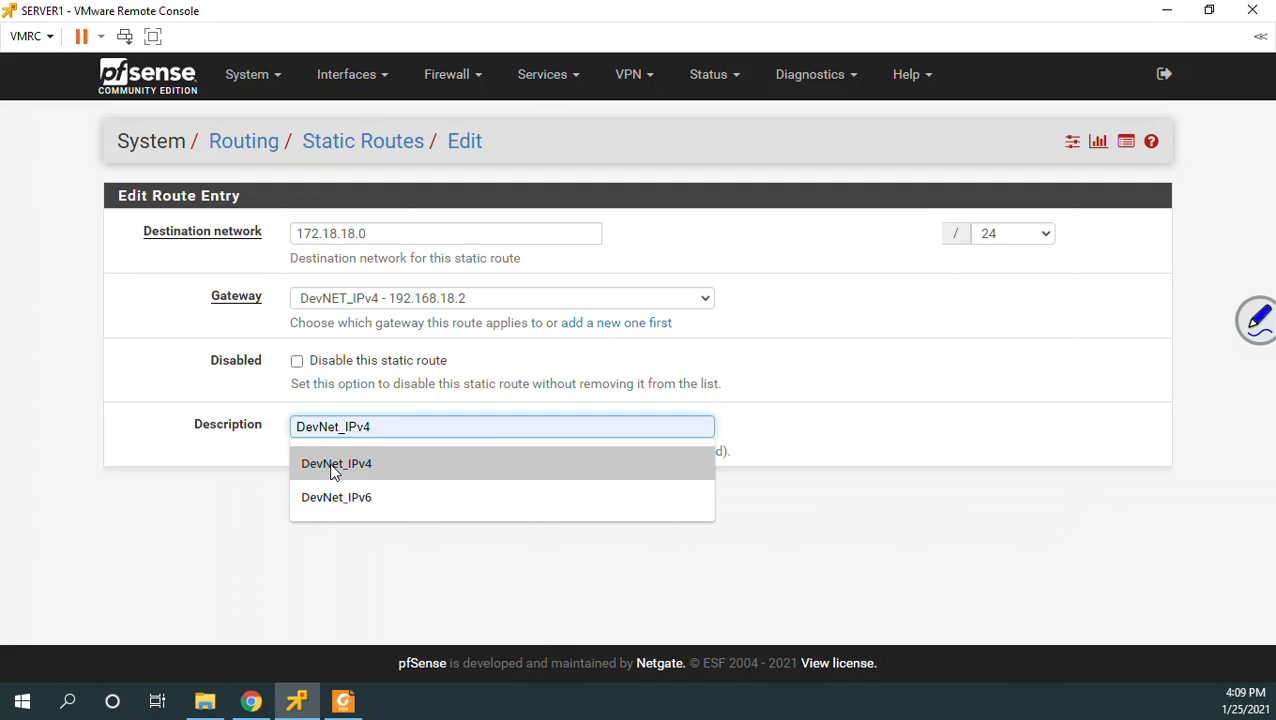 SERVER1 - VMware Remote Console
VMRC
pfsense
COMMUNITY EDITION
System
Interfaces
Firewall
Services
VPN
Status
Diagnostics
Help
System / Routing / Static Routes / Edit
Edit Route Entry
Destination network
172.18.18.0
/
24
Destination network for this static route
Gateway
DevNET_IPv4 - 192.168.18.2
Choose which gateway this route applies to or add a new one first
Disabled
Disable this static route
Set this option to disable this static route without removing it from the list.
Description
DevNet_IPv4
d).
DevNet_IPv4
DevNet_IPv6
pfSense is developed and maintained by Netgate. © ESF 2004 - 2021 View license.
4:09 PM
1/25/2021